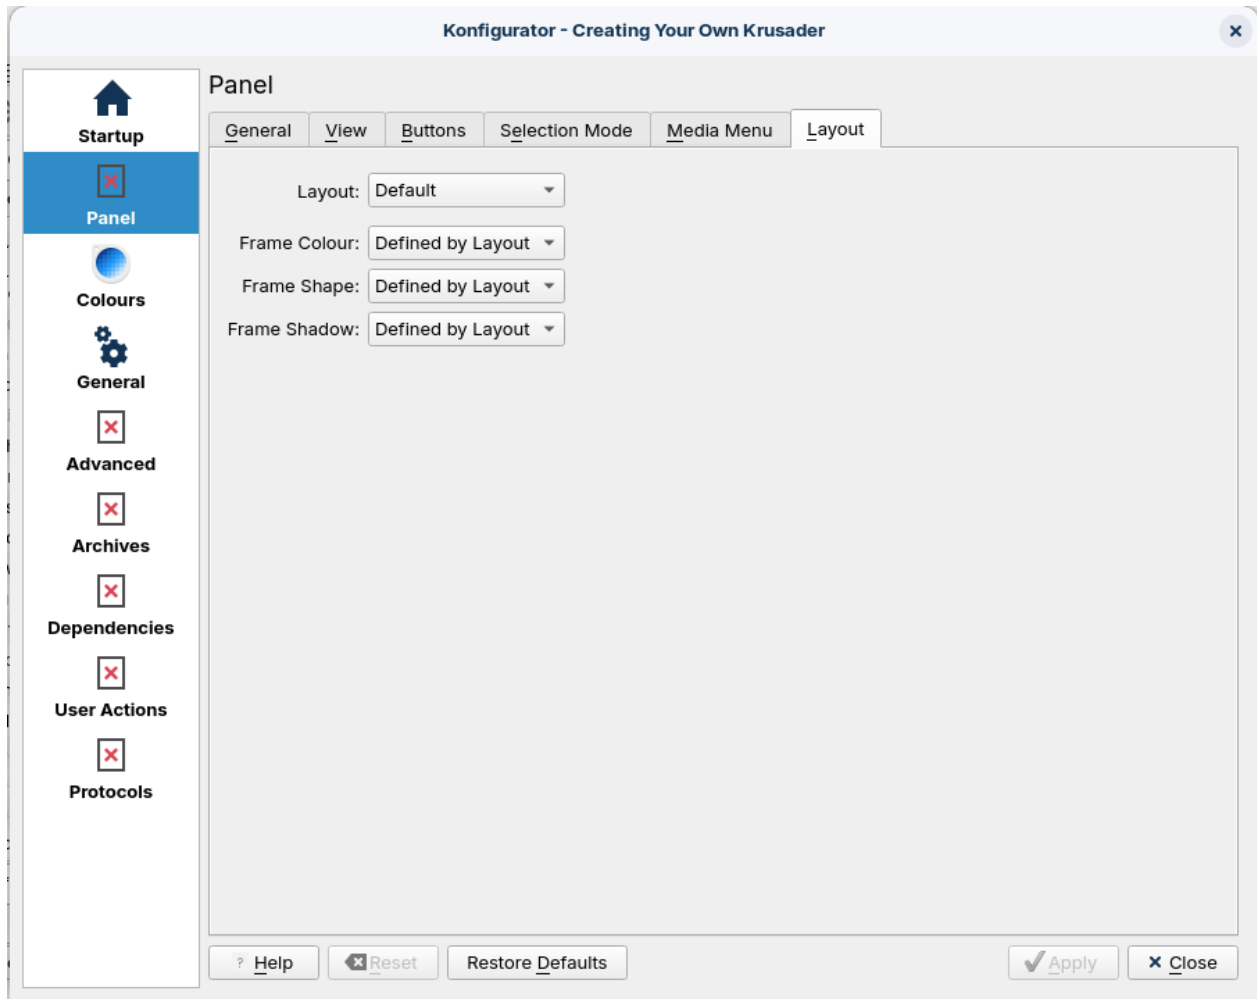 Konfigurator - Creating Your Own Krusader
Startup
Panel
Colours
General
Advanced
Archives
Dependencies
User Actions
Protocols
Panel
General View Buttons Selection Mode Media Menu Layout
Layout: Default
Frame Colour: Defined by Layout
Frame Shape: Defined by Layout
Frame Shadow: Defined by Layout
? Help Reset Restore Defaults Apply Close